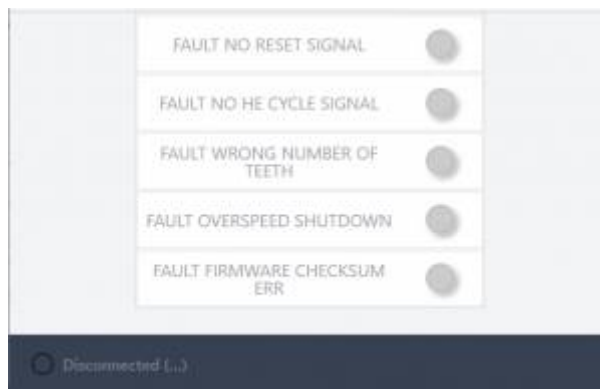 FAULT NO RESET SIGNAL
FAULT NO HE CYCLE SIGNAL
FAULT WRONG NUMBER OF
TEETH
FAULT OVERSPEED SHUTDOWN
FAULT FIRMWARE CHECKSUM
ERR
Disconnected (...)